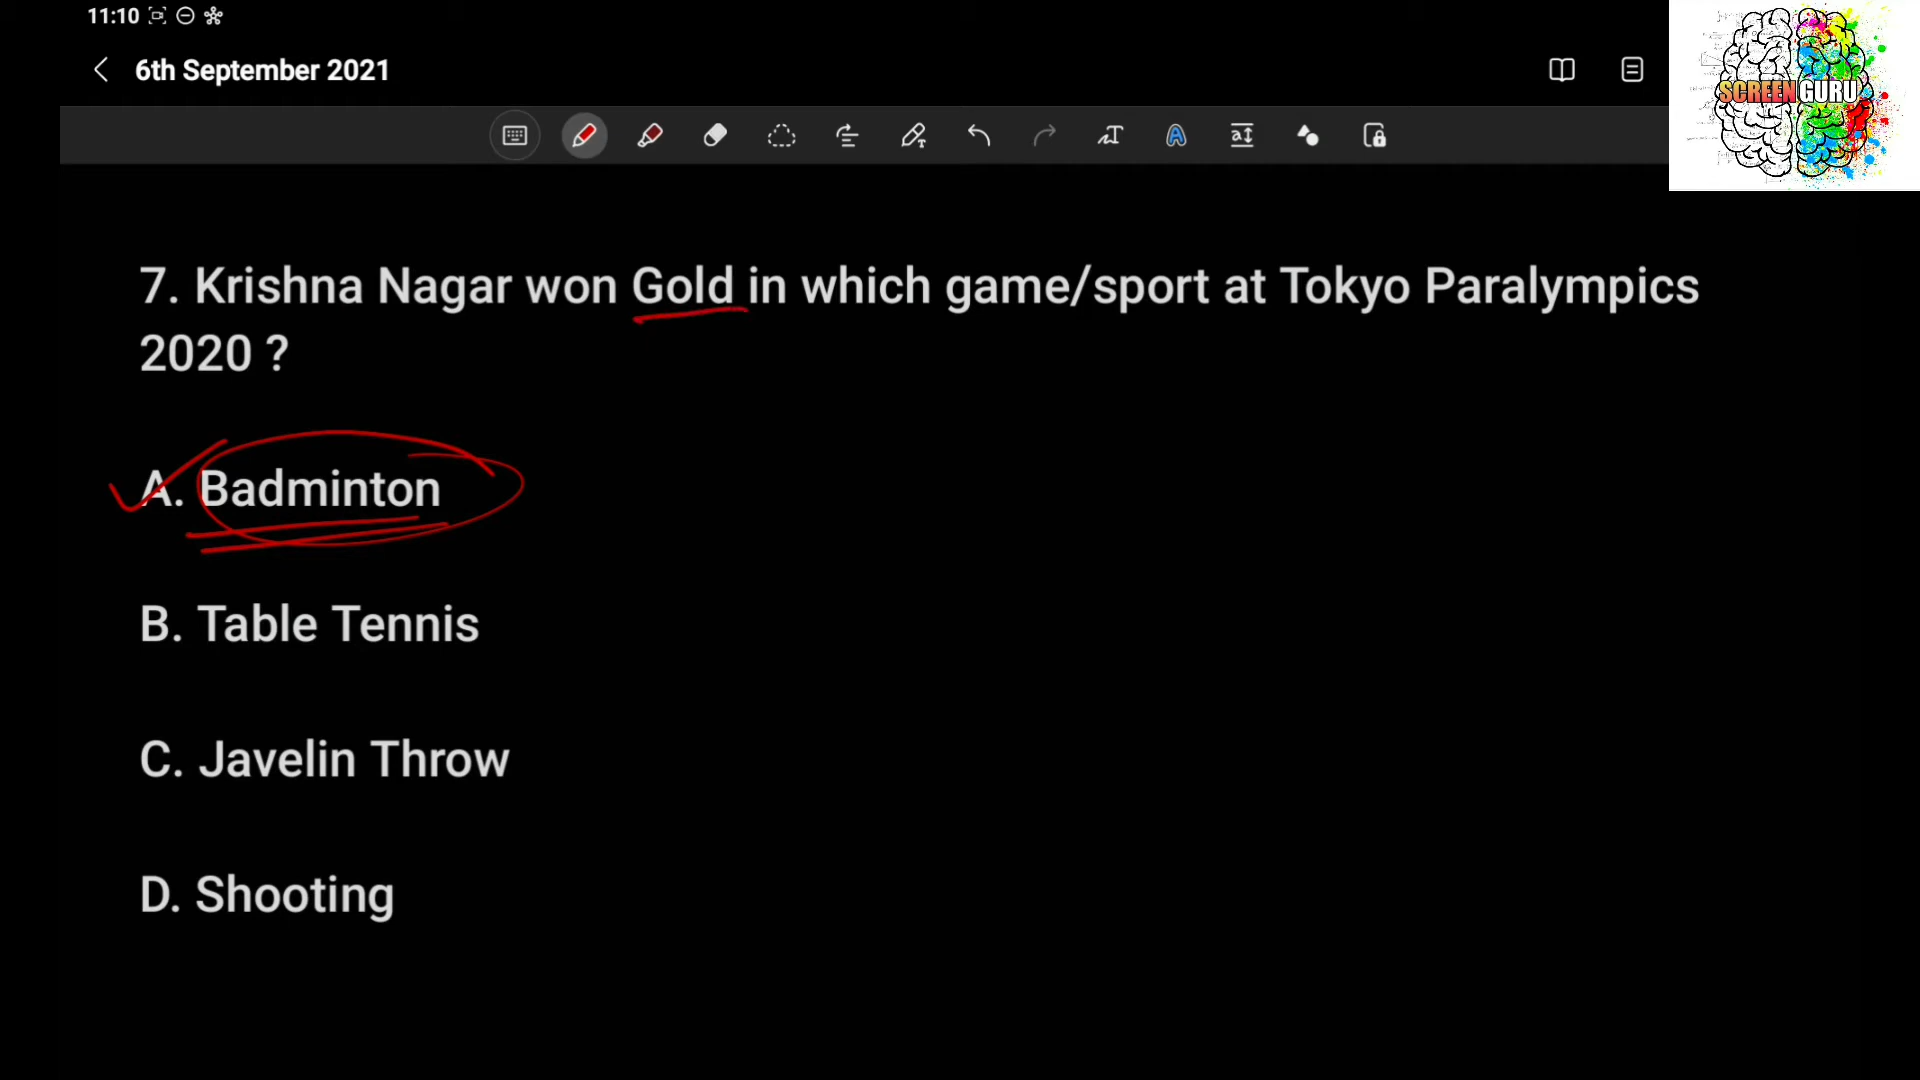 11:10
6th September 2021
SCREEN GURU
7. Krishna Nagar won Gold in which game/sport at Tokyo Paralympics
2020 ?
A. Badminton
B. Table Tennis
C. Javelin Throw
D. Shooting